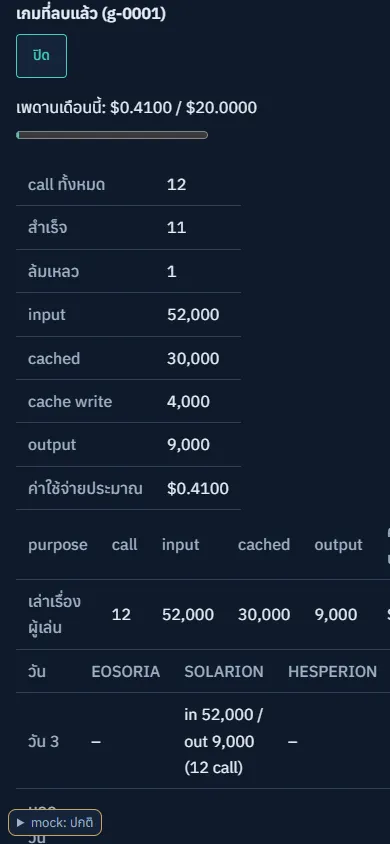 เกมที่ลบแล้ว (g-0001)
ปิด
เพดานเดือนนี้: $0.4100 / $20.0000
call ทั้งหมด 12
สำเร็จ 11
ล้มเหลว 1
input 52,000
cached 30,000
cache write 4,000
output 9,000
ค่าใช้จ่ายประมาณ $0.4100
purpose call input cached output
เล่าเรื่อง
ผู้เล่น 12 52,000 30,000 9,000
วัน EOSORIA SOLARION HESPERION
in 52,000 /
วัน 3 – out 9,000 –
(12 call)
▶ mock: ปกติ